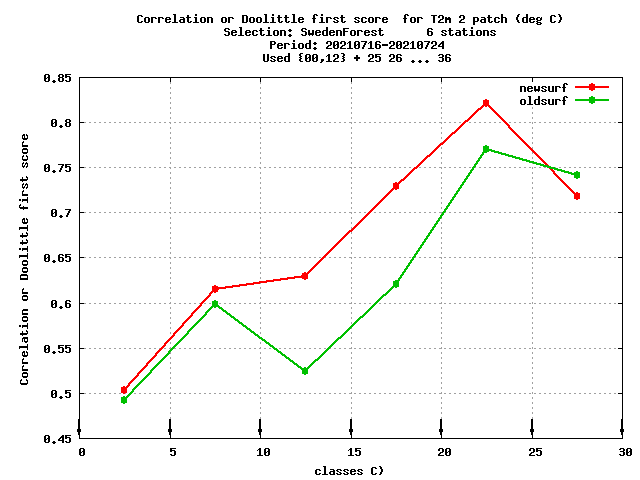 Correlation or Doolittle first score  for T2m 2 patch (deg C)
Selection: SwedenForest      6 stations
Period: 20210716-20210724
Used {00,12} + 25 26 ... 36
newsurf
oldsurf
Correlation or Doolittle first score
0.85
0.8
0.75
0.7
0.65
0.6
0.55
0.5
0.45
0
5
10
15
20
25
30
classes C)